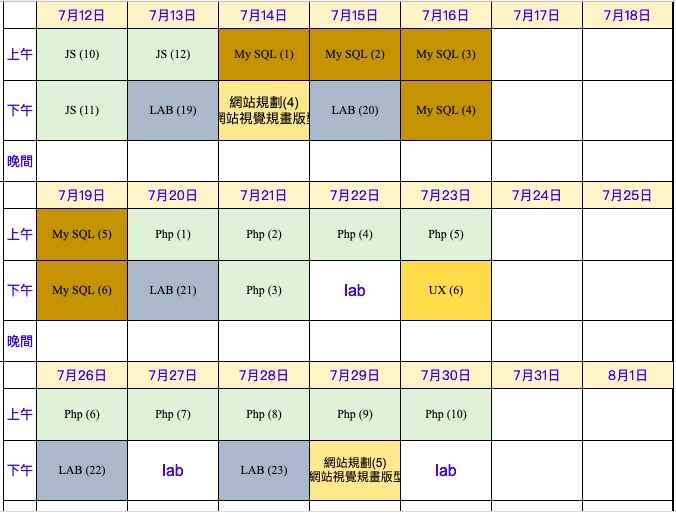 7月12日 7月13日 7月14日 7月15日 7月16日 7月17日 7月18日
上午 JS (10) JS (12) My SQL (1) My SQL (2) My SQL (3)
下午 JS (11) LAB (19) 網站規劃(4) LAB (20) My SQL (4)
網站視覺規畫版型
晚間
7月19日 7月20日 7月21日 7月22日 7月23日 7月24日 7月25日
上午 My SQL (5) Php (1) Php (2) Php (4) Php (5)
下午 My SQL (6) LAB (21) Php (3) lab UX (6)
晚間
7月26日 7月27日 7月28日 7月29日 7月30日 7月31日 8月1日
上午 Php (6) Php (7) Php (8) Php (9) Php (10)
下午 LAB (22) lab LAB (23) 網站規劃(5) lab
網站視覺規畫版型